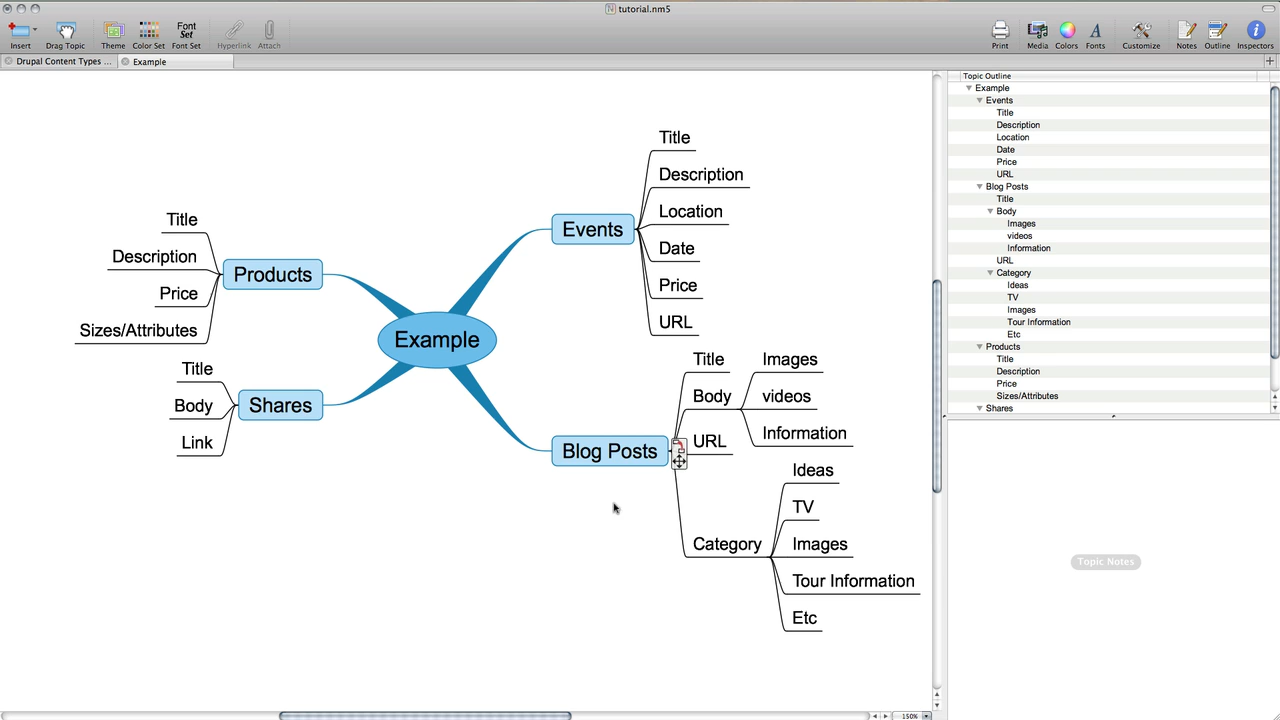 tutorial.nm5
Insert
Drag Topic
Theme
Color Set
Font Set
Font Set
Hyperlink
Attach
Print
Media
Colors
Fonts
Customize
Notes
Outline
Inspectors
Drupal Content Types ...
Example
Title
Description
Location
Date
Price
URL
Events
Title
Description
Price
Sizes/Attributes
Products
Example
Title
Body
Link
Shares
Blog Posts
Title
Body
URL
Category
Images
videos
Information
Ideas
TV
Images
Tour Information
Etc
150%
Topic Outline
Example
Events
Title
Description
Location
Date
Price
URL
Blog Posts
Title
Body
Images
videos
Information
URL
Category
Ideas
TV
Images
Tour Information
Etc
Products
Title
Description
Price
Sizes/Attributes
Shares
Topic Notes